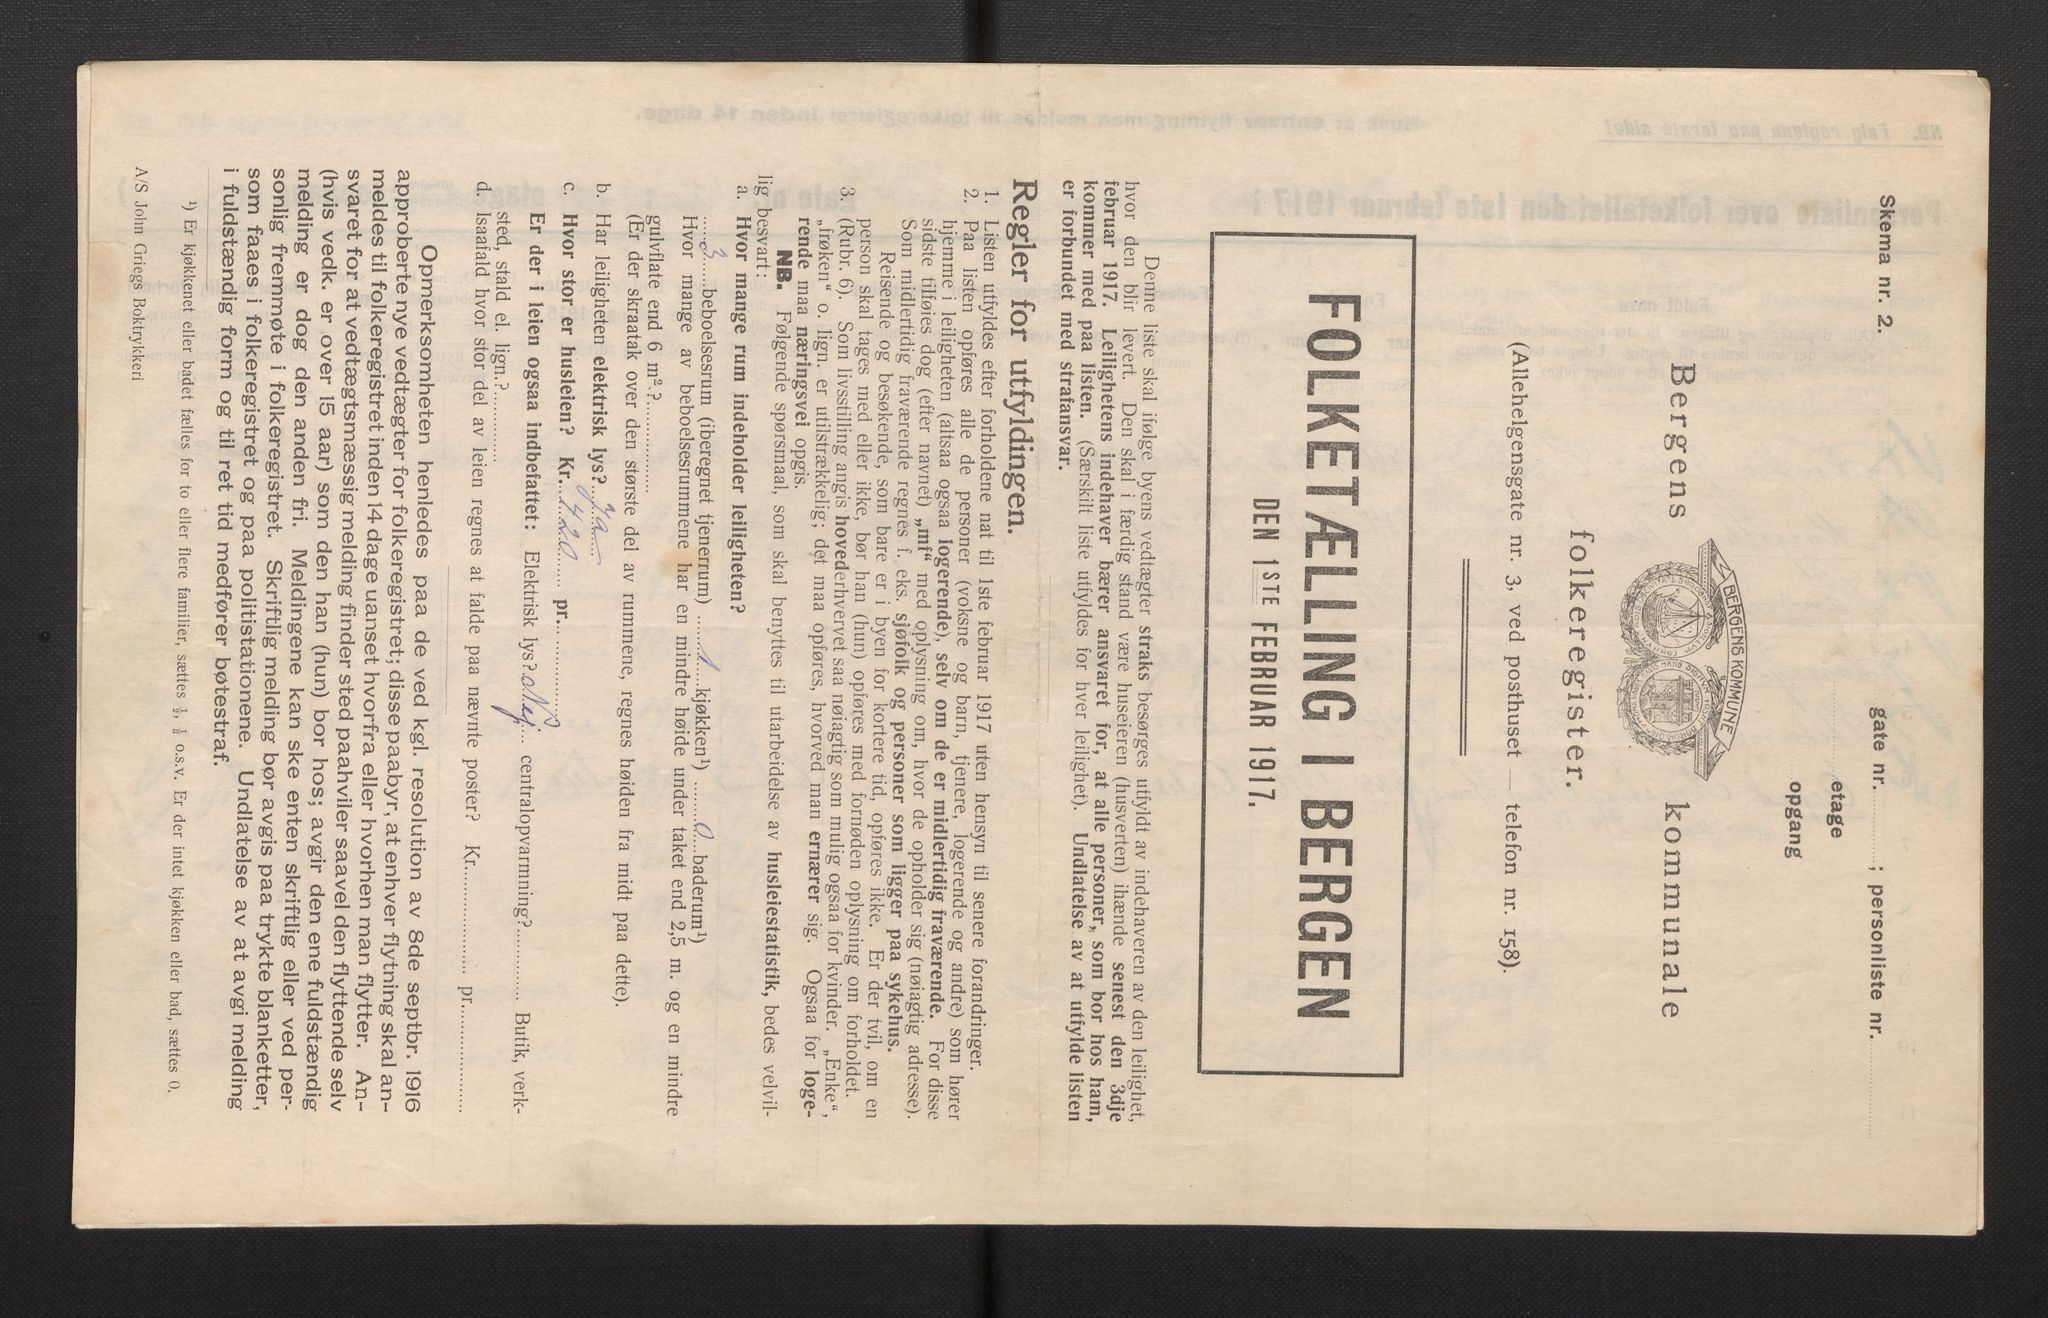 Skema nr. 2.
gate nr. ; personliste nr.
etage
opgang
Bergens kommunale
BERGENS KOMMUNE
folkeregister.
(Allehelgensgate nr. 3, ved posthuset — telefon nr. 158).
FOLKETÆLLING I BERGEN
DEN 1STE FEBRUAR 1917.
Denne liste skal ifølge byens vedtægter straks besørges utfyldt av indehaveren av den leilighet,
hvor den blir levert. Den skal i færdig stand være huseieren (husverten) ihænde senest den 3dje
februar 1917. Leilighetens indehaver bærer ansvaret for, at alle personer, som bor hos ham,
kommer med paa listen. (Særskilt liste utfyldes for hver leilighet). Undlatelse av at utfylde listen
er forbundet med strafansvar.
Regler for utfyldingen.
1. Listen utfyldes efter forholdene nat til 1ste februar 1917 uten hensyn til senere forandringer.
2. Paa listen opføres alle de personer (voksne og barn, tjenere, logerende og andre) som hører
hjemme i leiligheten (altsaa ogsaa logerende), selv om de er midlertidig fraværende. For disse
sidste tilføies dog (efter navnet) „mf“ med oplysning om, hvor de opholder sig (nøiagtig adresse).
Som midlertidig fraværende regnes f. eks. sjøfolk og personer som ligger paa sykehus.
Reisende og besøkende, som bare er i byen for kortere tid, opføres ikke. Er der tvil, om en
person skal tages med eller ikke, bør han (hun) opføres med fornøden oplysning om forholdet.
3. (Rubr. 6). Som livsstilling angis hovederhvervet saa nøiagtig som mulig ogsaa for kvinder. „Enke“,
„frøken“ o. lign. er utilstrækkelig; det maa opføres, hvorved man ernærer sig. Ogsaa for loge-
rende maa næringsvei opgis.
NB. Følgende spørsmaal, som skal benyttes til utarbeidelse av husleiestatistik, bedes velvil-
lig besvart:
a. Hvor mange rum indeholder leiligheten?
3 beboelsesrum (iberegnet tjenerrum) 1 kjøkken¹) 0 baderum¹)
Hvor mange av beboelsesrummene har en mindre høide under taket end 2,5 m. og en mindre
gulvflate end 6 m².?
(Er der skraatak over den største del av rummene, regnes høiden fra midt paa dette).
b. Har leiligheten elektrisk lys? Ja
c. Hvor stor er husleien? Kr. 420 pr.
Er der i leien ogsaa indbefattet: Elektrisk lys? Nej centralopvarmning? Butik, verk-
sted, stald el. lign.?
d. Isaafald hvor stor del av leien regnes at falde paa nævnte poster? Kr. pr.
Opmerksomheten henledes paa de ved kgl. resolution av 8de septbr. 1916
approberte nye vedtægter for folkeregistret; disse paabyr, at enhver flytning skal an-
meldes til folkeregistret inden 14 dage uanset hvorfra eller hvorhen man flytter. An-
svaret for at vedtægtsmæssig melding finder sted paahviler saavel den flyttende selv
(hvis vedk. er over 15 aar) som den han (hun) bor hos; avgir den ene fuldstændig
melding er dog den anden fri. Meldingene kan ske enten skriftlig eller ved per-
sonlig fremmøte i folkeregistret. Skriftlig melding bør avgis paa trykte blanketter,
som faaes i folkeregistret og paa politistationene. Undlatelse av at avgi melding
i fuldstændig form og til ret tid medfører bøtestraf.
¹) Er kjøkkenet eller badet fælles for to eller flere familier, sættes ½, ⅓ o.s.v. Er der intet kjøkken eller bad, sættes 0.
A/S John Griegs Boktrykkeri